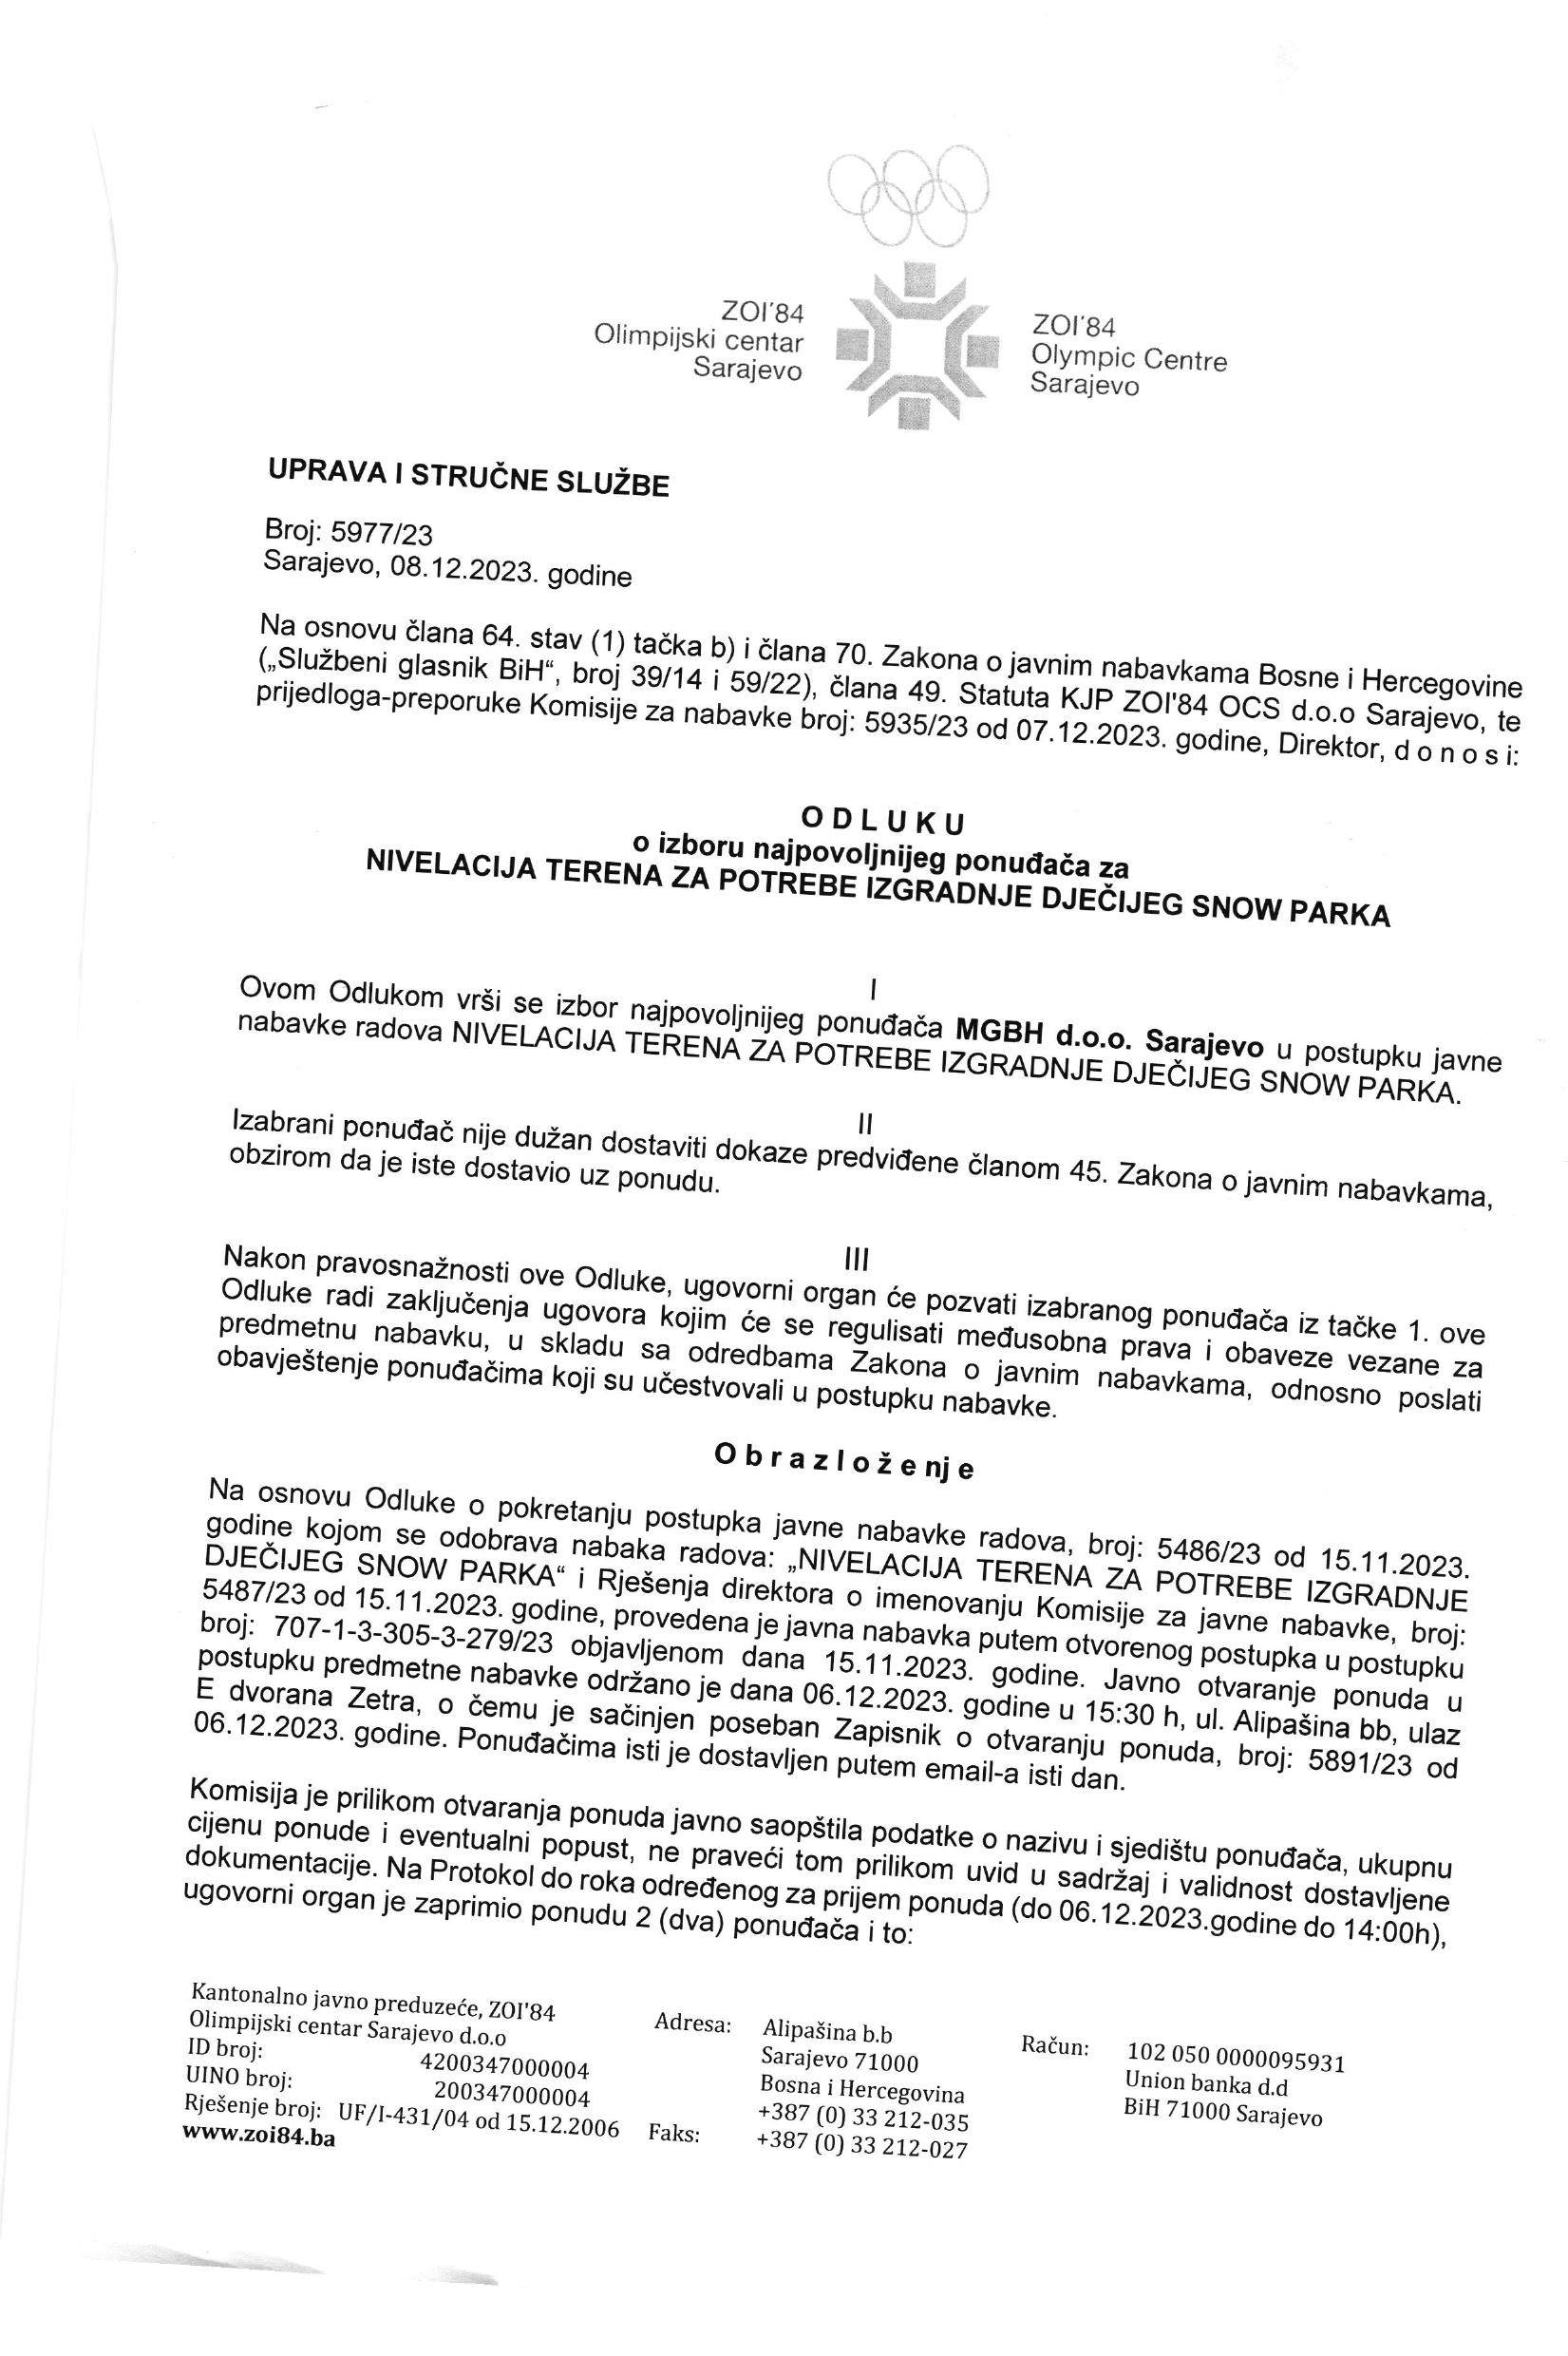 ZOI'84
Olimpijski centar
Sarajevo
ZOI'84
Olympic Centre
Sarajevo
UPRAVA I STRUČNE SLUŽBE
Broj: 5977/23
Sarajevo, 08.12.2023. godine
Na osnovu člana 64. stav (1) tačka b) i člana 70. Zakona o javnim nabavkama Bosne i Hercegovine
(„Službeni glasnik BiH“, broj 39/14 i 59/22), člana 49. Statuta KJP ZOI'84 OCS d.o.o Sarajevo, te
prijedloga-preporuke Komisije za nabavke broj: 5935/23 od 07.12.2023. godine, Direktor, d o n o s i:
O D L U K U
o izboru najpovoljnijeg ponuđača za
NIVELACIJA TERENA ZA POTREBE IZGRADNJE DJEČIJEG SNOW PARKA
I
Ovom Odlukom vrši se izbor najpovoljnijeg ponuđača MGBH d.o.o. Sarajevo u postupku javne
nabavke radova NIVELACIJA TERENA ZA POTREBE IZGRADNJE DJEČIJEG SNOW PARKA.
II
Izabrani ponuđač nije dužan dostaviti dokaze predviđene članom 45. Zakona o javnim nabavkama,
obzirom da je iste dostavio uz ponudu.
III
Nakon pravosnažnosti ove Odluke, ugovorni organ će pozvati izabranog ponuđača iz tačke 1. ove
Odluke radi zaključenja ugovora kojim će se regulisati međusobna prava i obaveze vezane za
predmetnu nabavku, u skladu sa odredbama Zakona o javnim nabavkama, odnosno poslati
obavještenje ponuđačima koji su učestvovali u postupku nabavke.
O b r a z l o ž e nj e
Na osnovu Odluke o pokretanju postupka javne nabavke radova, broj: 5486/23 od 15.11.2023.
godine kojom se odobrava nabaka radova: „NIVELACIJA TERENA ZA POTREBE IZGRADNJE
DJEČIJEG SNOW PARKA“ i Rješenja direktora o imenovanju Komisije za javne nabavke, broj:
5487/23 od 15.11.2023. godine, provedena je javna nabavka putem otvorenog postupka u postupku
broj: 707-1-3-305-3-279/23 objavljenom dana 15.11.2023. godine. Javno otvaranje ponuda u
postupku predmetne nabavke održano je dana 06.12.2023. godine u 15:30 h, ul. Alipašina bb, ulaz
E dvorana Zetra, o čemu je sačinjen poseban Zapisnik o otvaranju ponuda, broj: 5891/23 od
06.12.2023. godine. Ponuđačima isti je dostavljen putem email-a isti dan.
Komisija je prilikom otvaranja ponuda javno saopštila podatke o nazivu i sjedištu ponuđača, ukupnu
cijenu ponude i eventualni popust, ne praveći tom prilikom uvid u sadržaj i validnost dostavljene
dokumentacije. Na Protokol do roka određenog za prijem ponuda (do 06.12.2023.godine do 14:00h),
ugovorni organ je zaprimio ponudu 2 (dva) ponuđača i to:
Kantonalno javno preduzeće, ZOI'84
Olimpijski centar Sarajevo d.o.o
ID broj: 4200347000004
UINO broj: 200347000004
Rješenje broj: UF/I-431/04 od 15.12.2006
www.zoi84.ba
Adresa: Alipašina b.b
Sarajevo 71000
Bosna i Hercegovina
+387 (0) 33 212-035
Faks: +387 (0) 33 212-027
Račun: 102 050 0000095931
Union banka d.d
BiH 71000 Sarajevo